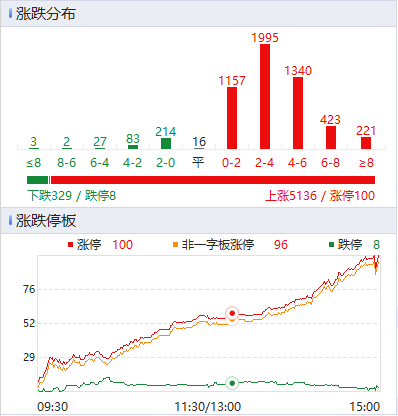 涨跌分布
3 2 27 83 214 16 1157 1995 1340 423 221
≤8 8-6 6-4 4-2 2-0 平 0-2 2-4 4-6 6-8 ≥8
下跌329 / 跌停8 上涨5136 / 涨停100
涨跌停板
涨停 100 非一字板涨停 96 跌停 8
76
52
29
09:30 11:30/13:00 15:00